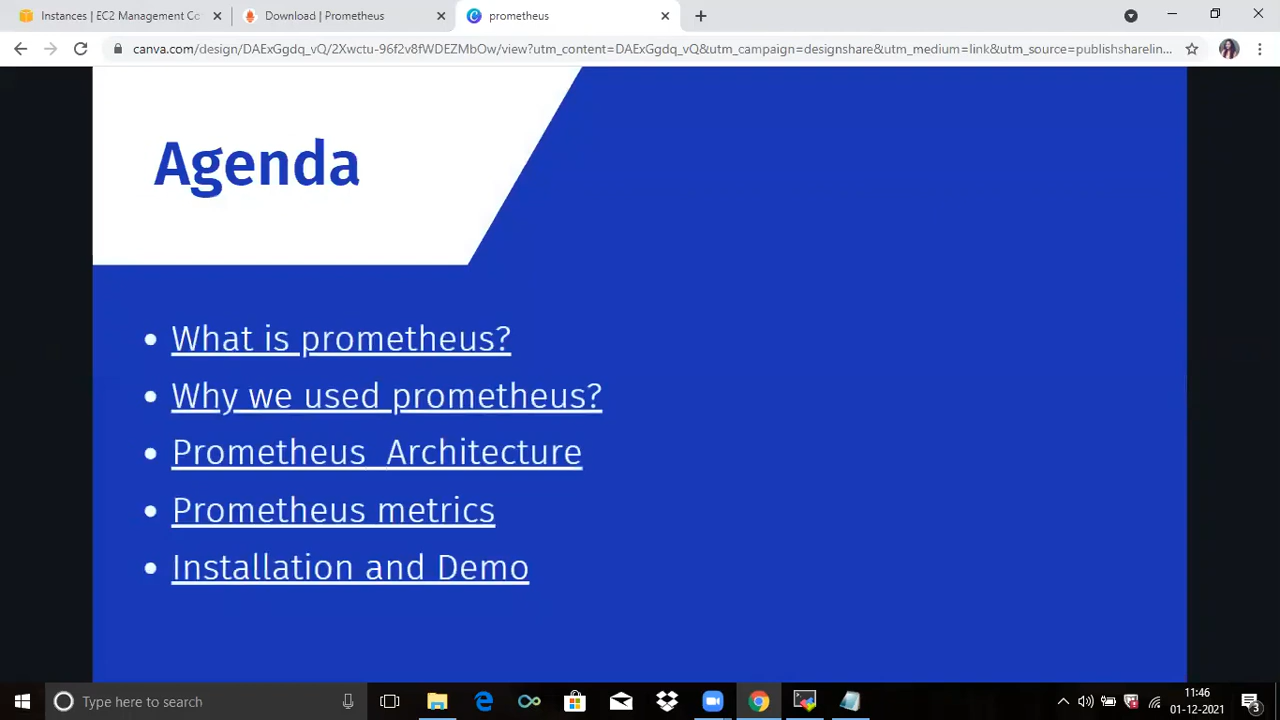 Instances | EC2 Management Co
Download | Prometheus
prometheus
canva.com/design/DAExGgdq_vQ/2Xwctu-96f2v8fWDEZMbOw/view?utm_content=DAExGgdq_vQ&utm_campaign=designshare&utm_medium=link&utm_source=publishsharelin...
Agenda
• What is prometheus?
• Why we used prometheus?
• Prometheus  Architecture
• Prometheus metrics
• Installation and Demo
Type here to search
11:46
01-12-2021
3